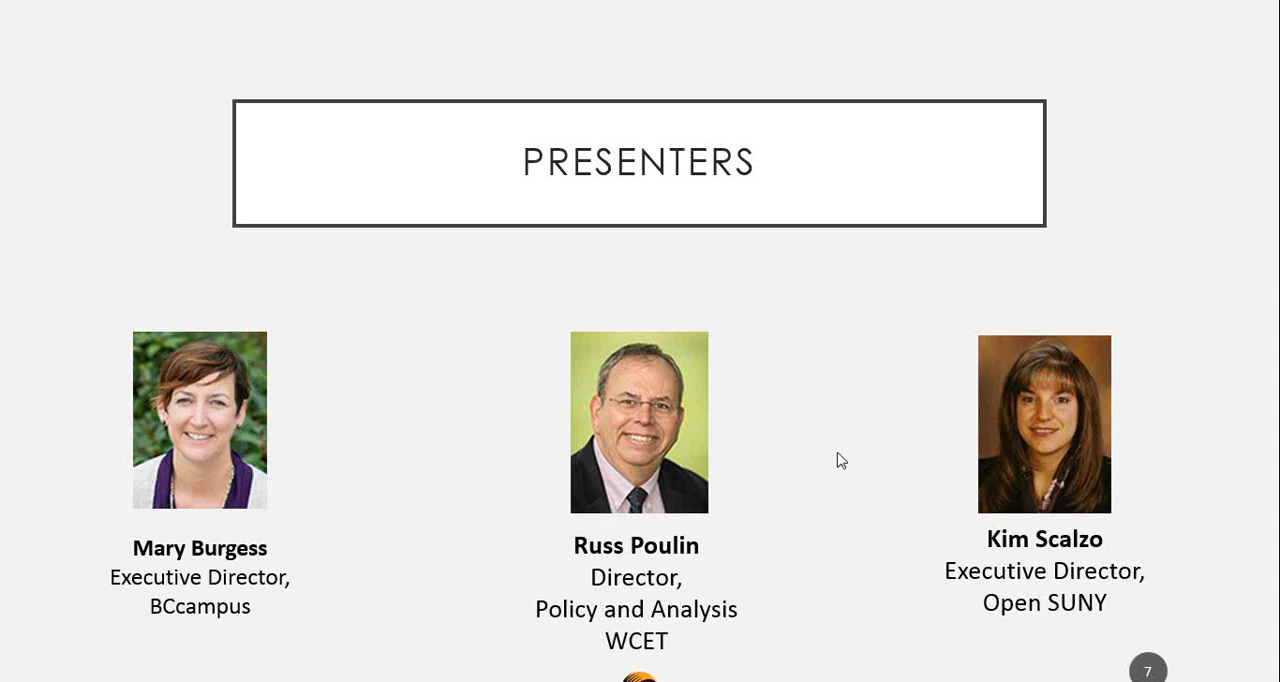 PRESENTERS
Mary Burgess
Executive Director,
BCcampus
Russ Poulin
Director,
Policy and Analysis
WCET
Kim Scalzo
Executive Director,
Open SUNY
7